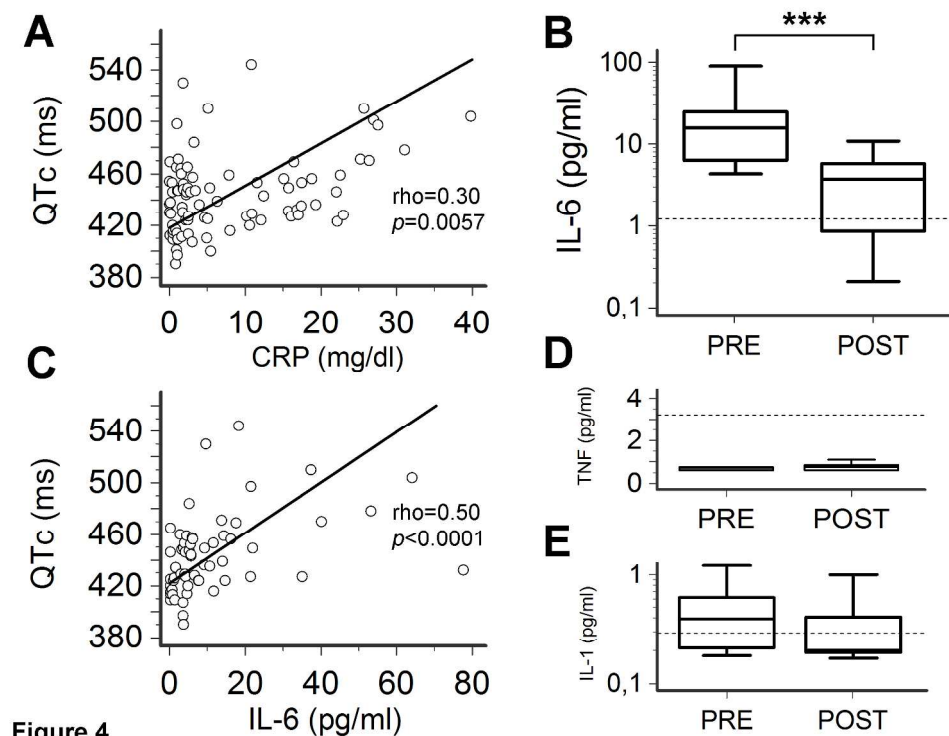 A
QTc (ms)
540
500
460
420
380
rho=0.30
p=0.0057
0 10 20 30 40
CRP (mg/dl)
B
***
IL-6 (pg/ml)
100
10
1
0,1
PRE POST
C
QTc (ms)
540
500
460
420
380
rho=0.50
p<0.0001
0 20 40 60 80
IL-6 (pg/ml)
D
TNF (pg/ml)
4
2
0
PRE POST
E
IL-1 (pg/ml)
1
0,1
PRE POST
Figure 4